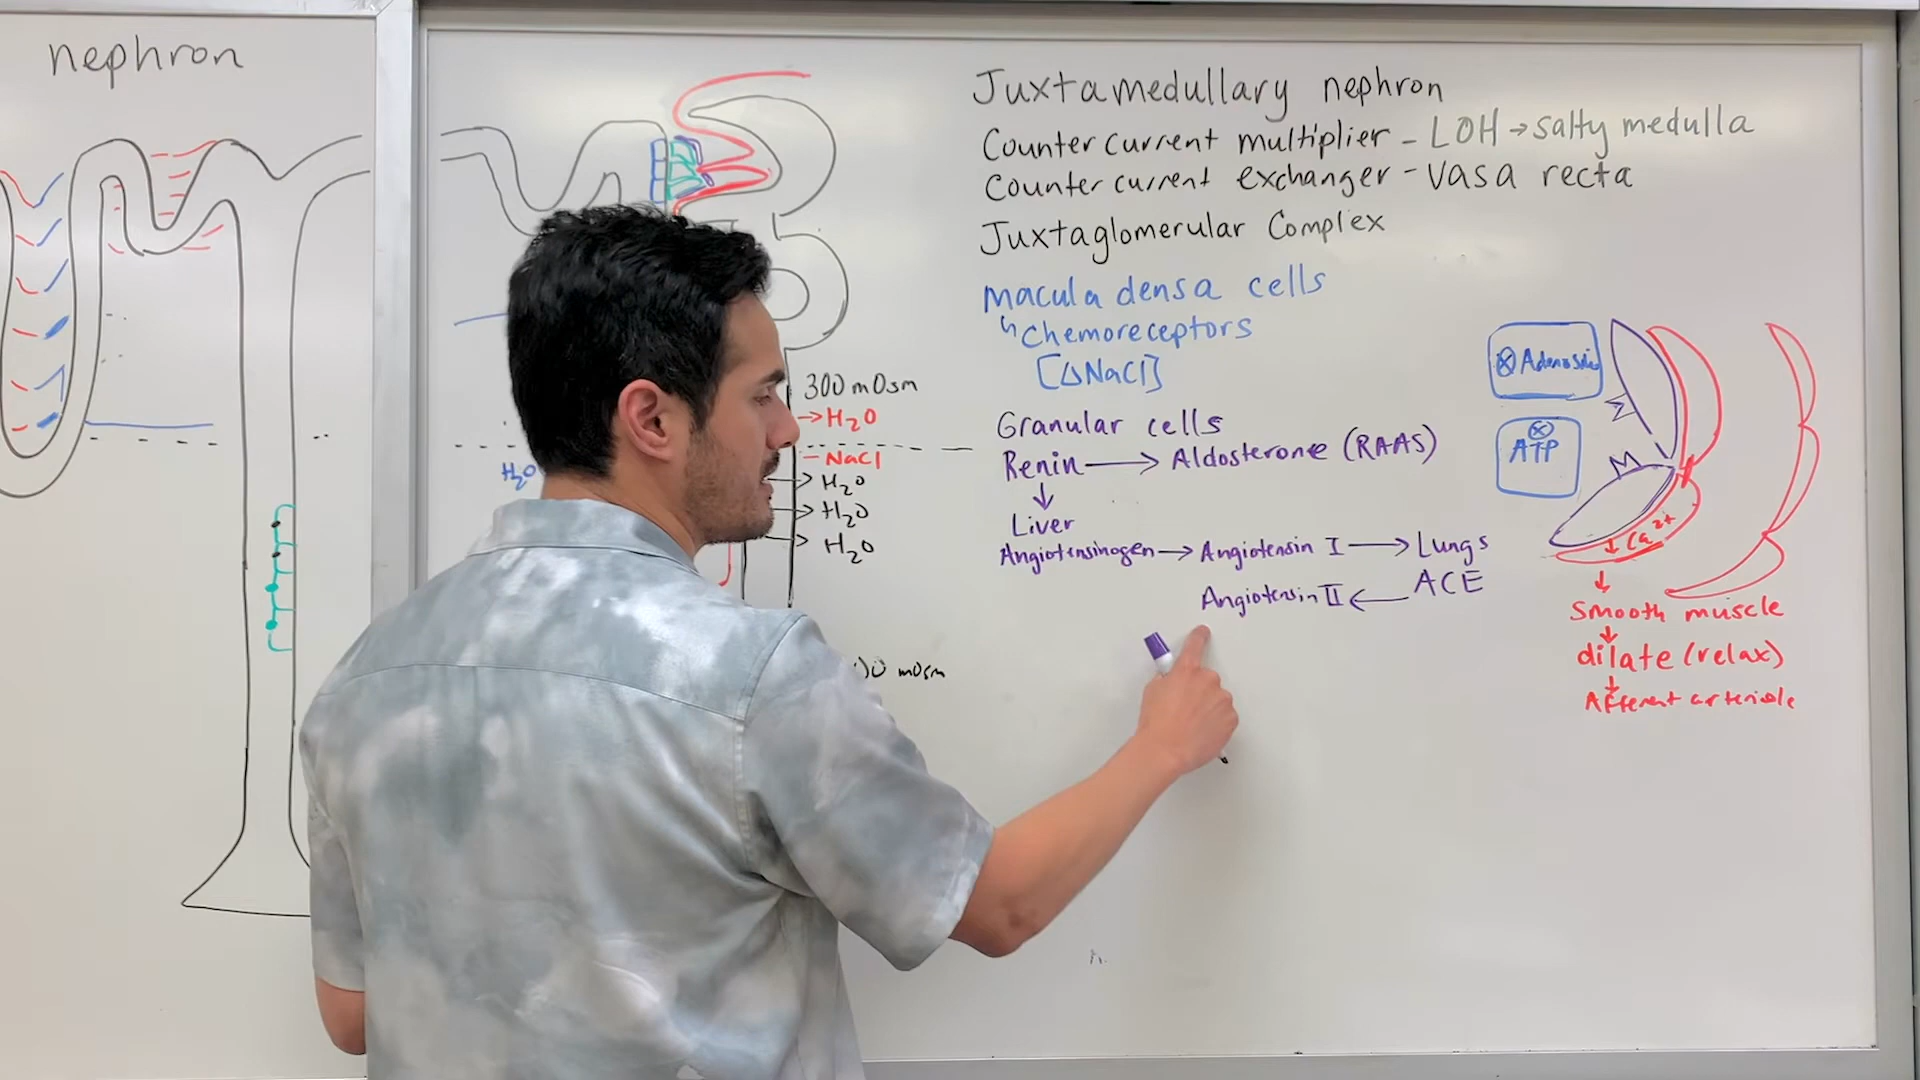 nephron
Juxtamedullary nephron
Counter current multiplier - LOH → salty medulla
Counter current exchanger - vasa recta
Juxtaglomerular Complex
macula densa cells
↳ chemoreceptors
[△NaCl]
Granular cells
Renin → Aldosterone (RAAS)
↓
Liver
Angiotensinogen → Angiotensin I → Lungs
Angiotensin II ← ACE
300 mOsm
→ H₂O
- NaCl
→ H₂O
→ H₂O
→ H₂O
H₂O
mOsm
⊗ Adenosine
⊗
ATP
↓ Ca²⁺
↓
Smooth muscle
↓
dilate (relax)
↓
Afferent arteriole